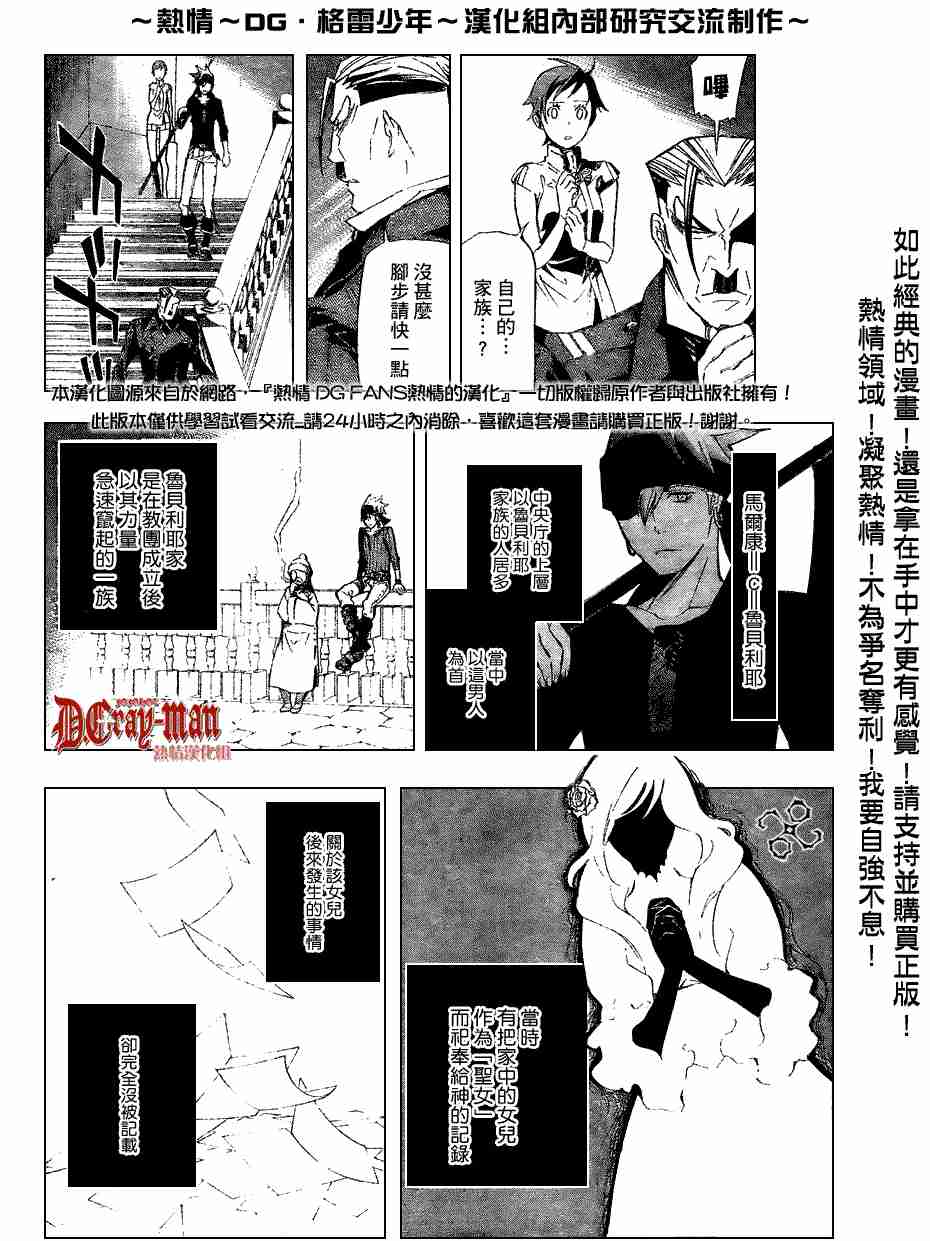 ～熱情～DG．格雷少年～漢化組內部研究交流制作～
嗶
自己的…
家族…?
沒甚麼
腳步請快一點
ガッ
ガッ
ガッ
本漢化圖源來自於網路，『熱情 DG FANS熱情的漢化』一切版權歸原作者與出版社擁有！
此版本僅供學習試看交流_請24小時之內消除，喜歡這套漫畫請購買正版！謝謝。
馬爾康＝C＝魯貝利耶
中央庁的上層
以魯貝利耶
家族的人居多
當中
以這男人
為首
魯貝利耶家
是在教團成立後
以其力量
急速竄起的一族
D.Gray-man
熱情漢化組
當時
有把家中的女兒
作為「聖女」
而祀奉給神的記錄
關於該女兒
後來發生的事情
卻完全沒被記載
如此經典的漫畫！還是拿在手中才更有感覺！請支持並購買正版！
熱情領域！凝聚熱情！不為爭名奪利！我要自強不息！